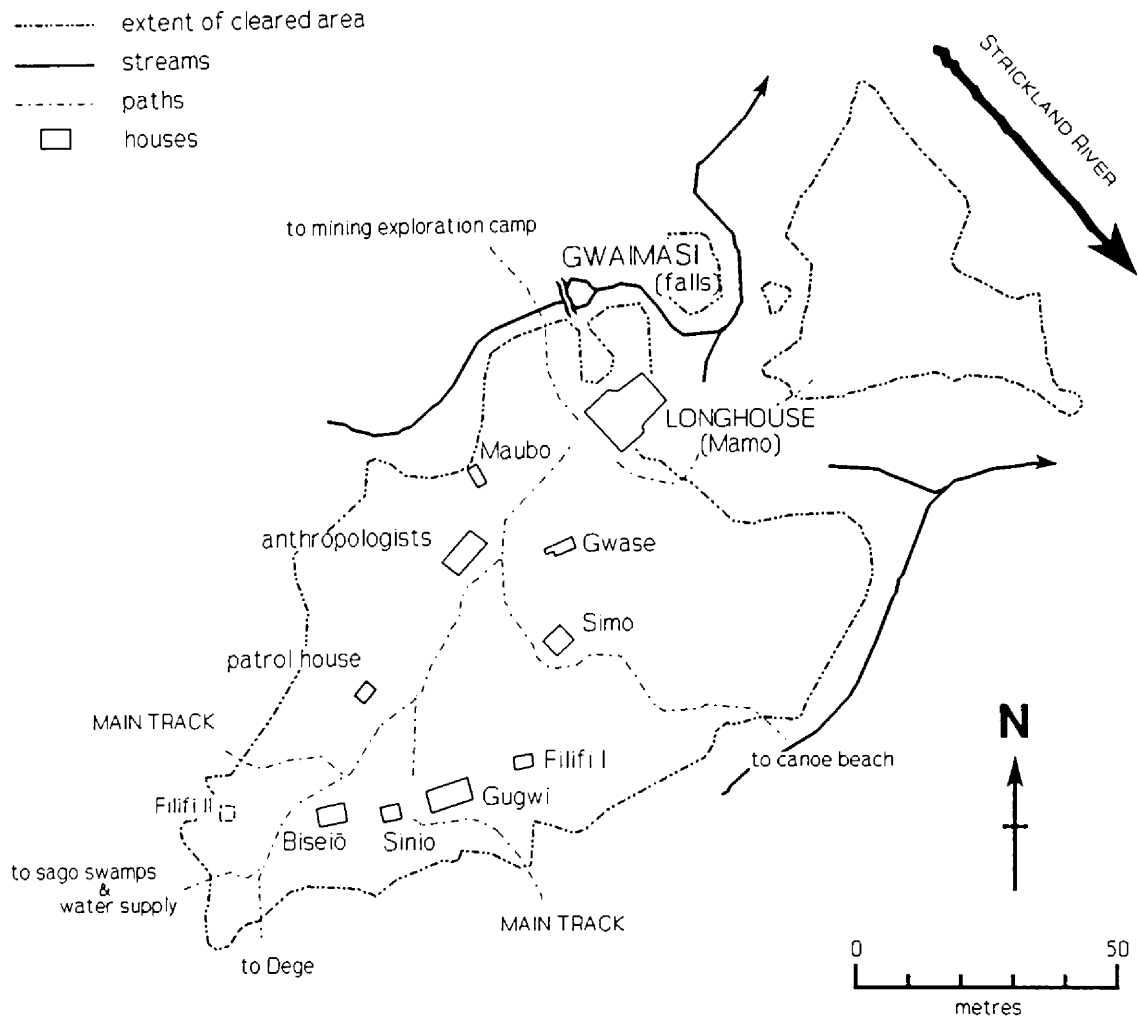 extent of cleared area
streams
paths
houses
STRICKLAND RIVER
to mining exploration camp
GWAIMASI
(falls)
LONGHOUSE
(Mamo)
Maubo
anthropologists
Gwase
Simo
patrol house
MAIN TRACK
to canoe beach
Filifi I
Filifi II
Gugwi
Biseiō
Sinio
to sago swamps
&
water supply
MAIN TRACK
to Dege
N
0
50
metres